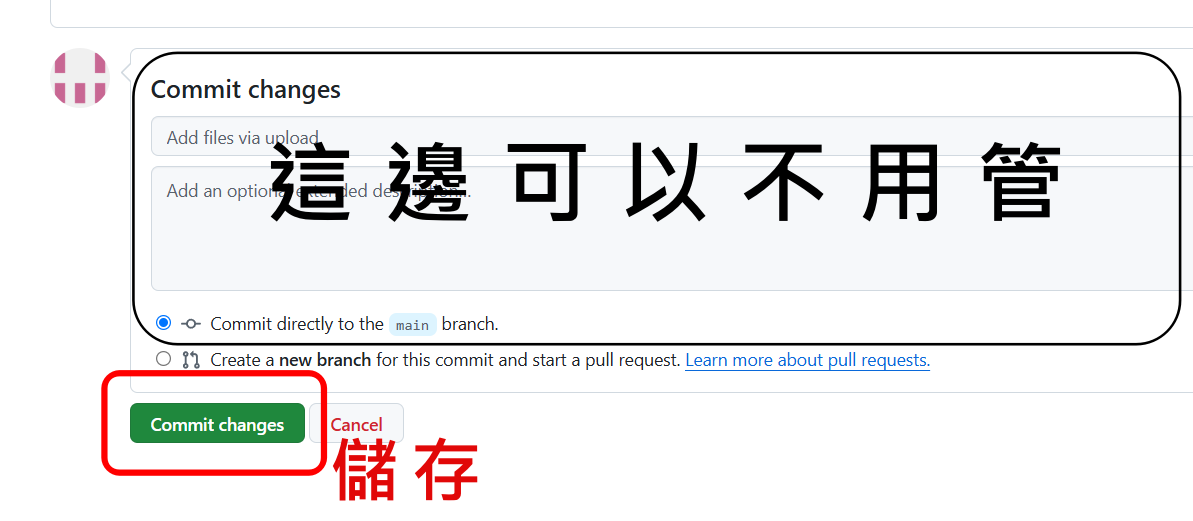 Commit changes
Add files via upload
這邊可以不用管
Add an optional extended description...
Commit directly to the main branch.
Create a new branch for this commit and start a pull request. Learn more about pull requests.
Commit changes
Cancel
儲存